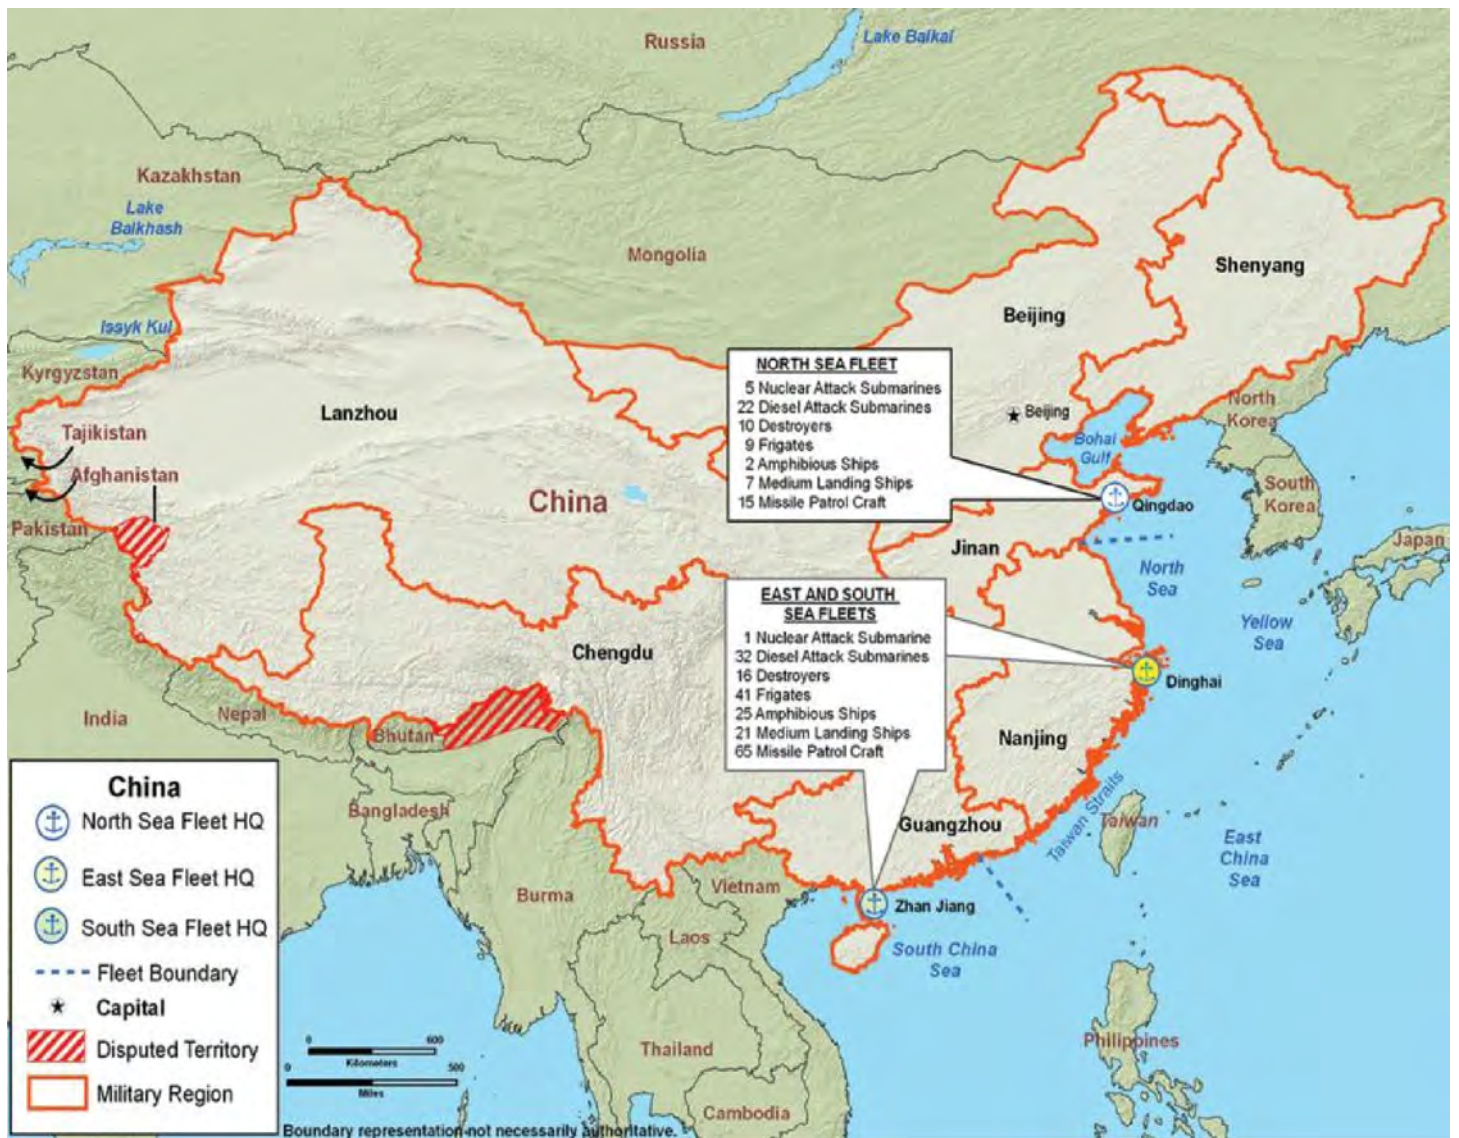 Russia
Lake Baikal
Kazakhstan
Lake
Balkhash
Mongolia
Shenyang
Beijing
Issyk Kul
Kyrgyzstan
NORTH SEA FLEET
5 Nuclear Attack Submarines
22 Diesel Attack Submarines
10 Destroyers
9 Frigates
2 Amphibious Ships
7 Medium Landing Ships
15 Missile Patrol Craft
Lanzhou
Beijing
North
Korea
Tajikistan
Bohai
Gulf
Afghanistan
China
South
Korea
Qingdao
Pakistan
Japan
Jinan
North
Sea
EAST AND SOUTH
SEA FLEETS
1 Nuclear Attack Submarine
32 Diesel Attack Submarines
16 Destroyers
41 Frigates
25 Amphibious Ships
21 Medium Landing Ships
65 Missile Patrol Craft
Yellow
Sea
Chengdu
Dinghai
India
Nepal
Bhutan
Nanjing
Bangladesh
Guangzhou
Taiwan Straits
Taiwan
East
China
Sea
Burma
Vietnam
Zhan Jiang
Laos
South China
Sea
Philippines
Thailand
Cambodia
China
North Sea Fleet HQ
East Sea Fleet HQ
South Sea Fleet HQ
Fleet Boundary
Capital
Disputed Territory
Military Region
0 600
Kilometers
0 500
Miles
Boundary representation not necessarily authoritative.